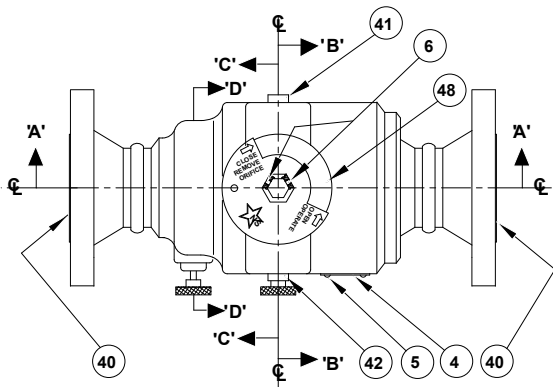 ℄
41
'B'
6
'C'
48
'D'
'A'
'A'
℄
℄
CLOSE
REMOVE
ORIFICE
OPEN
OPERATE
'D'
'C'
'B'
40
42
5
4
40
℄